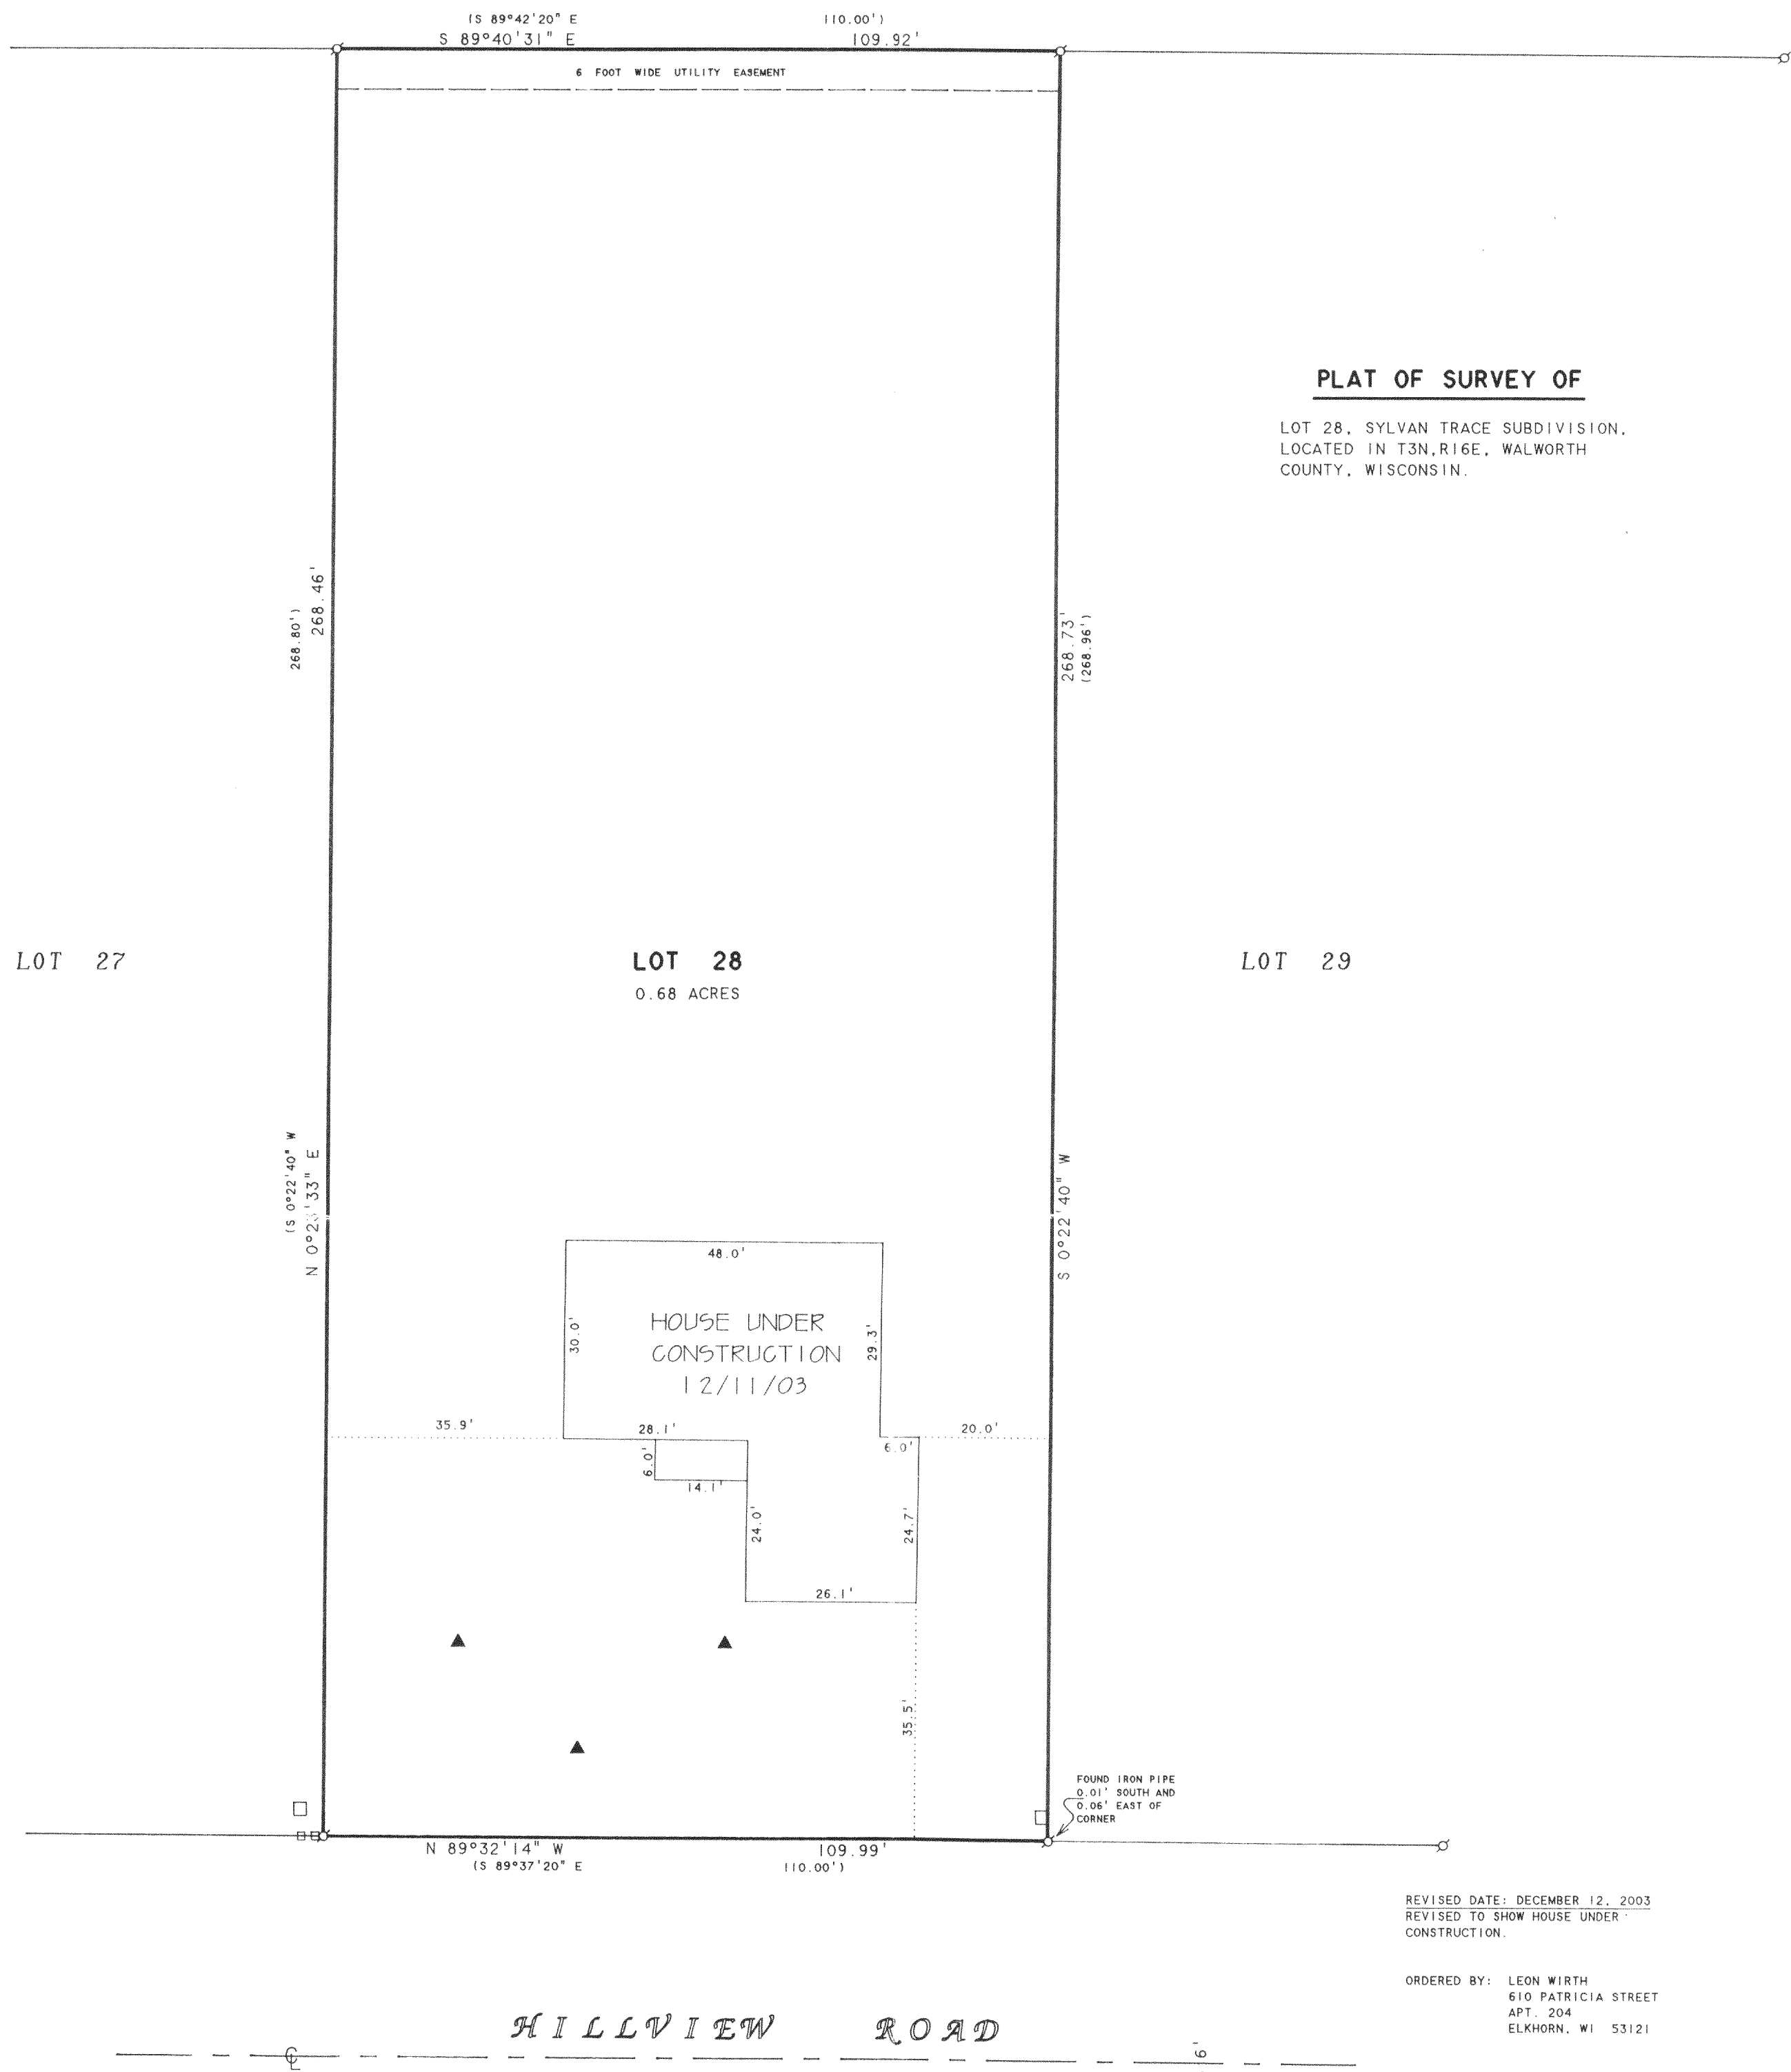 (S 89°42'20" E 110.00')
S 89°40'31" E 109.92'
6 FOOT WIDE UTILITY EASEMENT
PLAT OF SURVEY OF
LOT 28, SYLVAN TRACE SUBDIVISION,
LOCATED IN T3N,R16E, WALWORTH
COUNTY, WISCONSIN.
268.80')
268.46'
268.73'
(268.96')
LOT 27
LOT 28
0.68 ACRES
LOT 29
(S 0°22'40" W
N 0°23'33" E
S 0°22'40" W
48.0'
30.0'
HOUSE UNDER
CONSTRUCTION
12/11/03
29.3'
35.9'
28.1'
6.0'
20.0'
6.0'
14.1'
24.0'
24.7'
26.1'
35.5'
FOUND IRON PIPE
0.01' SOUTH AND
0.06' EAST OF
CORNER
N 89°32'14" W 109.99'
(S 89°37'20" E 110.00')
REVISED DATE: DECEMBER 12, 2003
REVISED TO SHOW HOUSE UNDER
CONSTRUCTION.
ORDERED BY: LEON WIRTH
610 PATRICIA STREET
APT. 204
ELKHORN, WI 53121
HILLVIEW ROAD